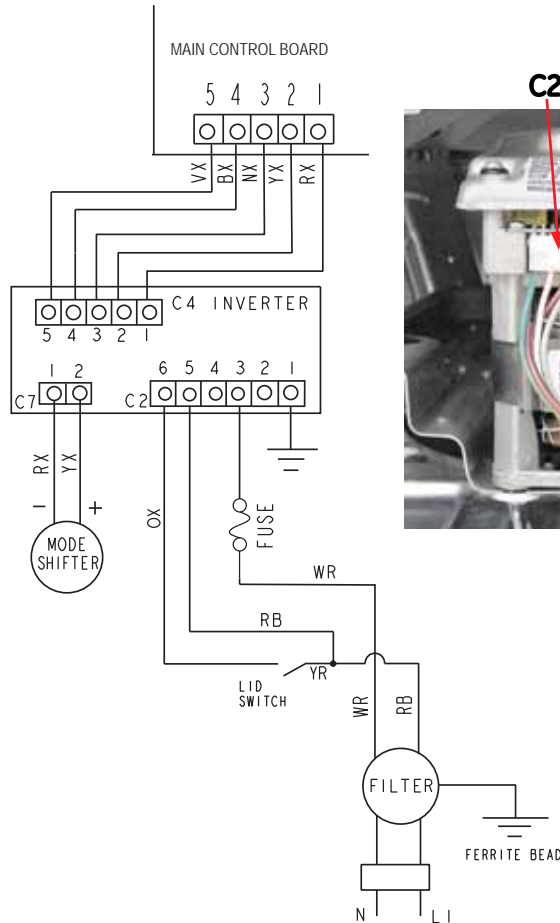 MAIN CONTROL BOARD
5 4 3 2 1
VX BX NX YX RX
C2
C4 INVERTER
5 4 3 2 1
1 2
C7
6 5 4 3 2 1
C2
RX YX
- +
MODE
SHIFTER
OX
FUSE
WR
RB
YR
LID
SWITCH
WR RB
FILTER
FERRITE BEAD
N L1